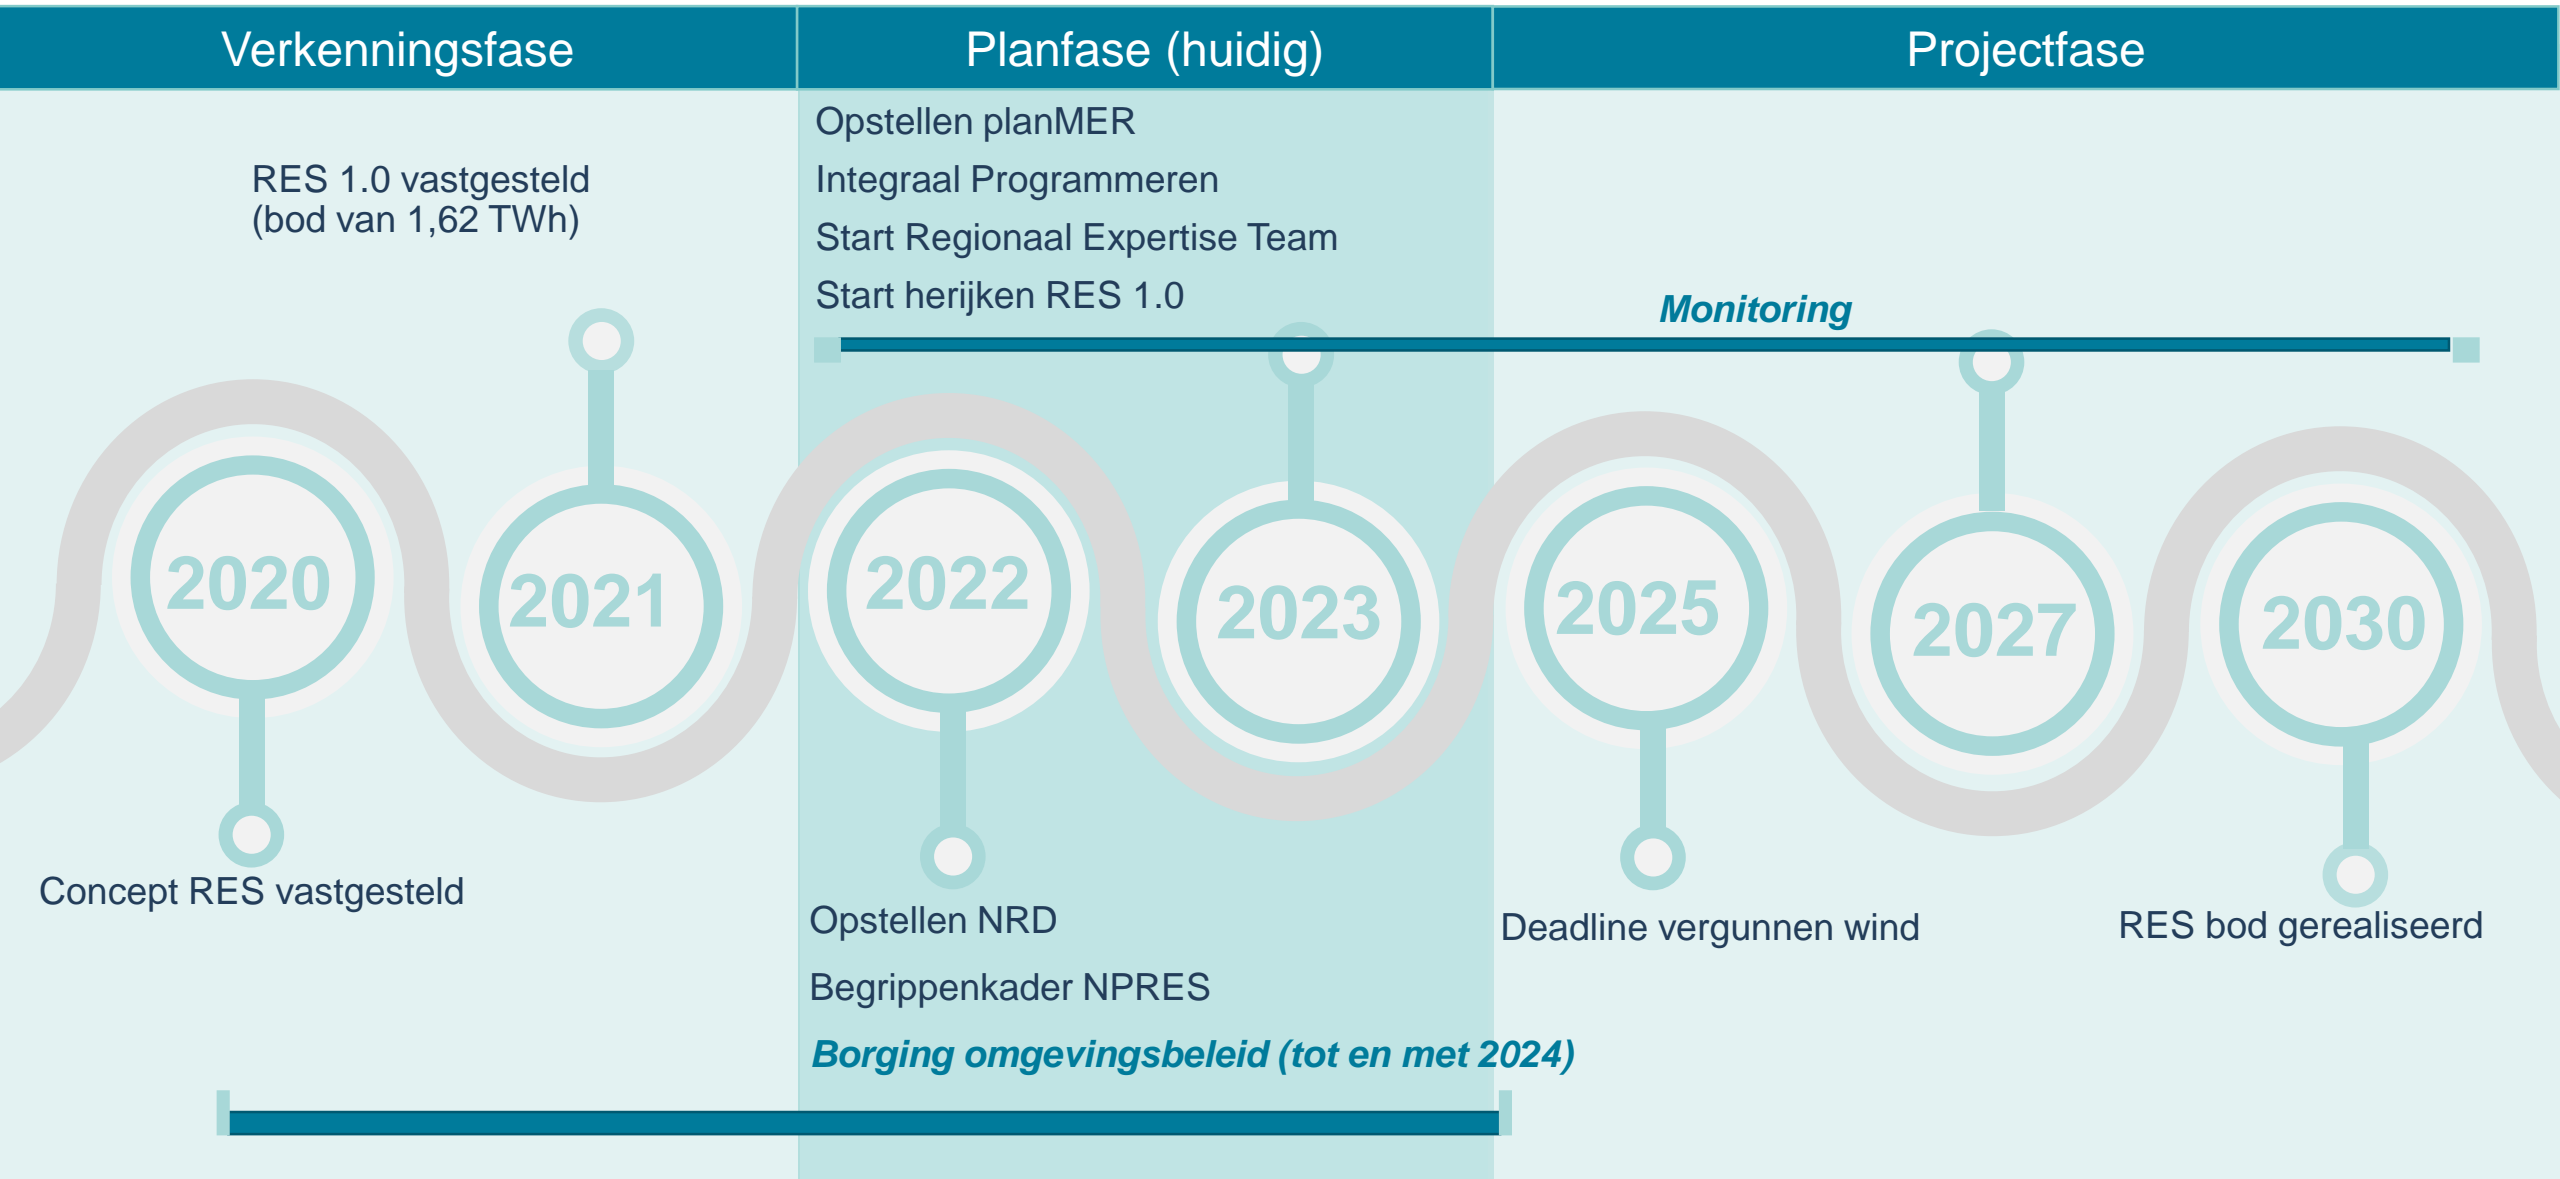 Verkenningsfase
Planfase (huidig)
Projectfase
RES 1.0 vastgesteld
(bod van 1,62 TWh)
Opstellen planMER
Integraal Programmeren
Start Regionaal Expertise Team
Start herijken RES 1.0
Monitoring
2020
2021
2022
2023
2025
2027
2030
Concept RES vastgesteld
Opstellen NRD
Begrippenkader NPRES
Borging omgevingsbeleid (tot en met 2024)
Deadline vergunnen wind
RES bod gerealiseerd